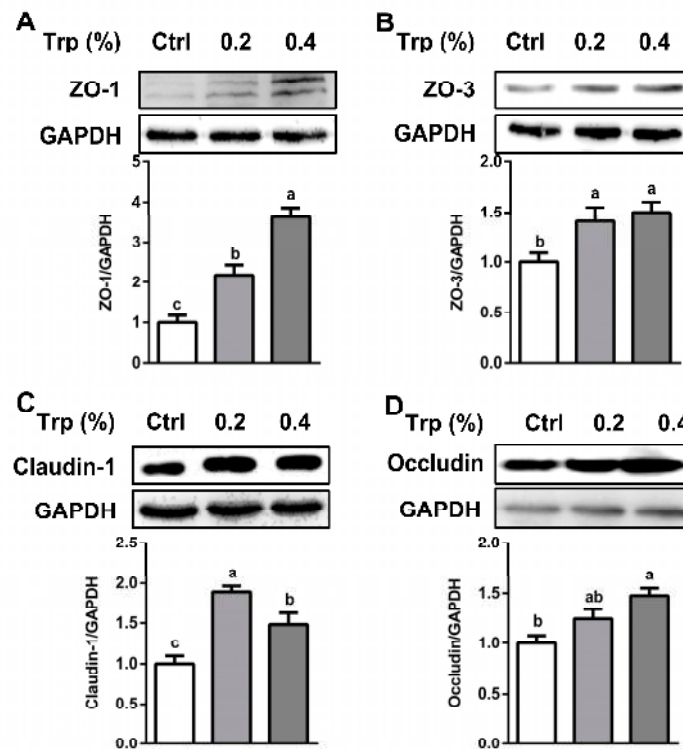 A
Trp (%) Ctrl 0.2 0.4
ZO-1
GAPDH
5
4
3
2
1
0
ZO-1/GAPDH
c
b
a
B
Trp (%) Ctrl 0.2 0.4
ZO-3
GAPDH
2.0
1.5
1.0
0.5
0.0
ZO-3/GAPDH
b
a
a
C
Trp (%) Ctrl 0.2 0.4
Claudin-1
GAPDH
2.5
2.0
1.5
1.0
0.5
0.0
Claudin-1/GAPDH
c
a
b
D
Trp (%) Ctrl 0.2 0.4
Occludin
GAPDH
2.0
1.5
1.0
0.5
0.0
Occludin/GAPDH
b
ab
a